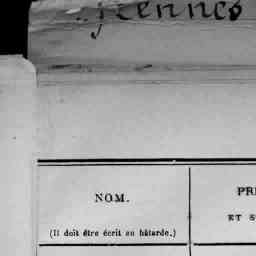 Rennes
NOM.
(Il doit être écrit en bâtarde.)
PR
ET S